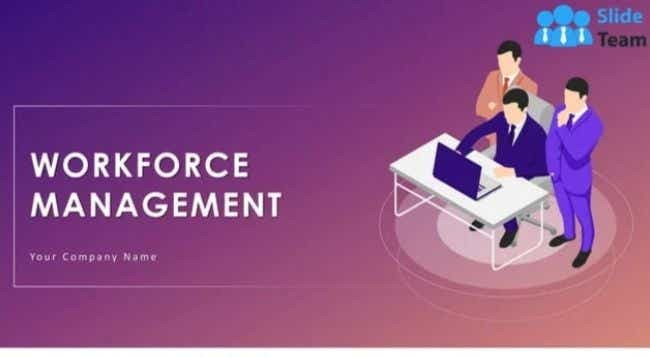 Slide
Team
WORKFORCE
MANAGEMENT
Your Company Name